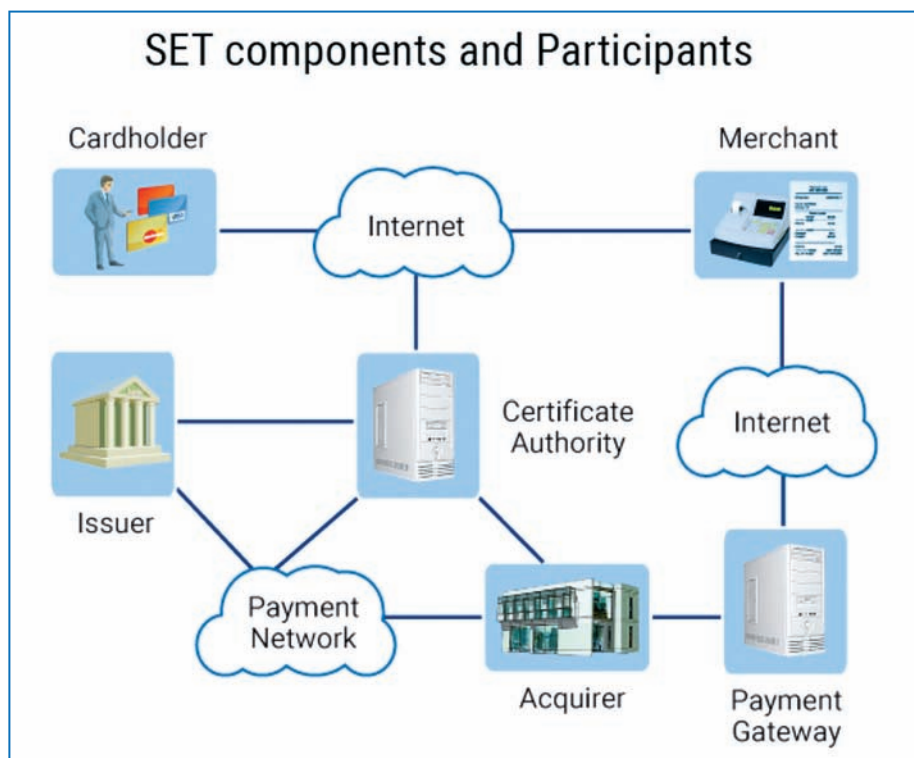 SET components and Participants
Cardholder
Merchant
Internet
Certificate
Authority
Internet
Issuer
Payment
Network
Acquirer
Payment
Gateway